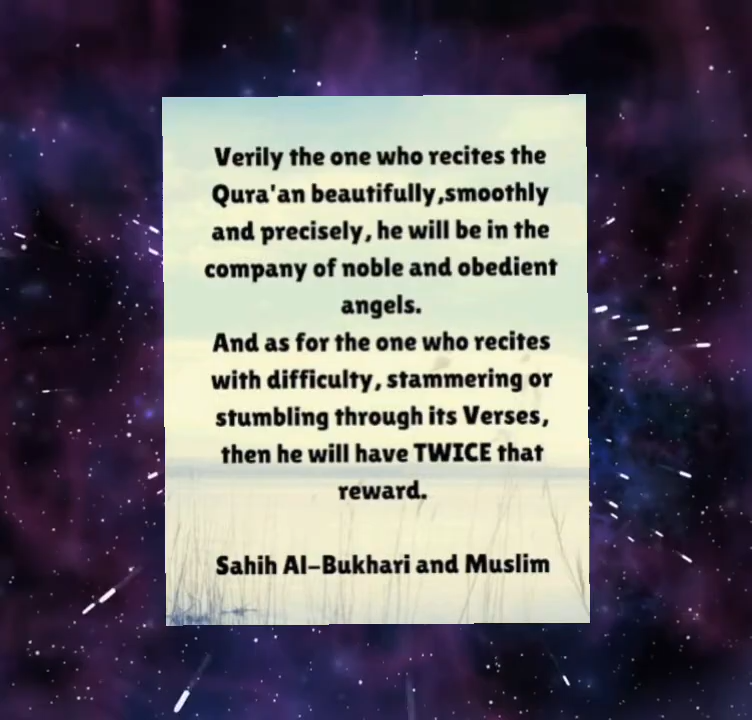 Verily the one who recites the
Qura'an beautifully,smoothly
and precisely, he will be in the
company of noble and obedient
angels.
And as for the one who recites
with difficulty, stammering or
stumbling through its Verses,
then he will have TWICE that
reward.
Sahih Al-Bukhari and Muslim